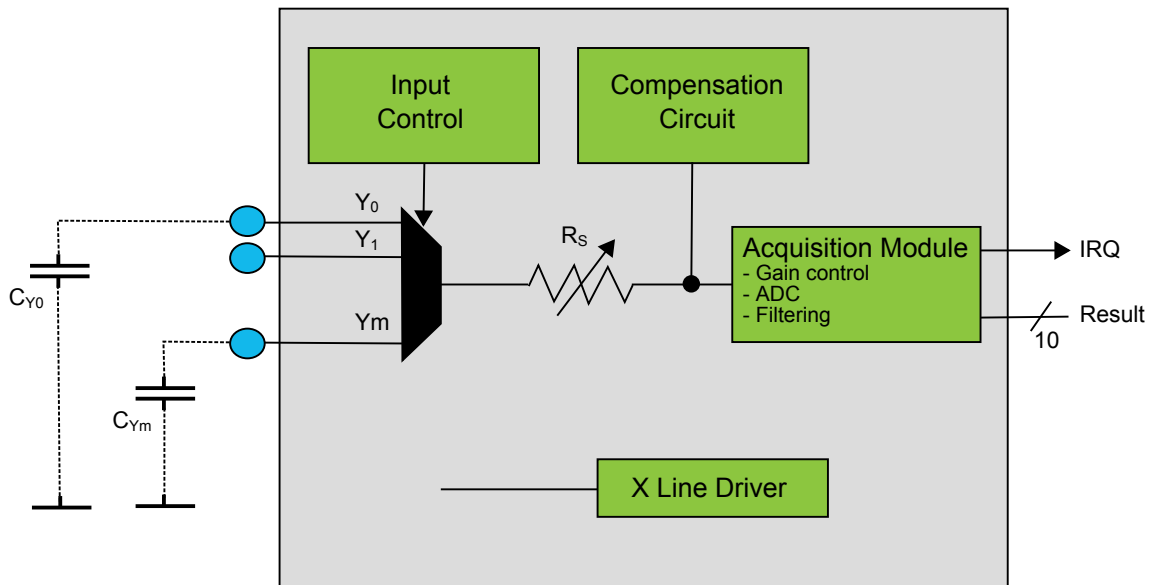 Input
Control
Compensation
Circuit
Y0
Y1
Ym
RS
Acquisition Module
- Gain control
- ADC
- Filtering
IRQ
Result
10
CY0
CYm
X Line Driver